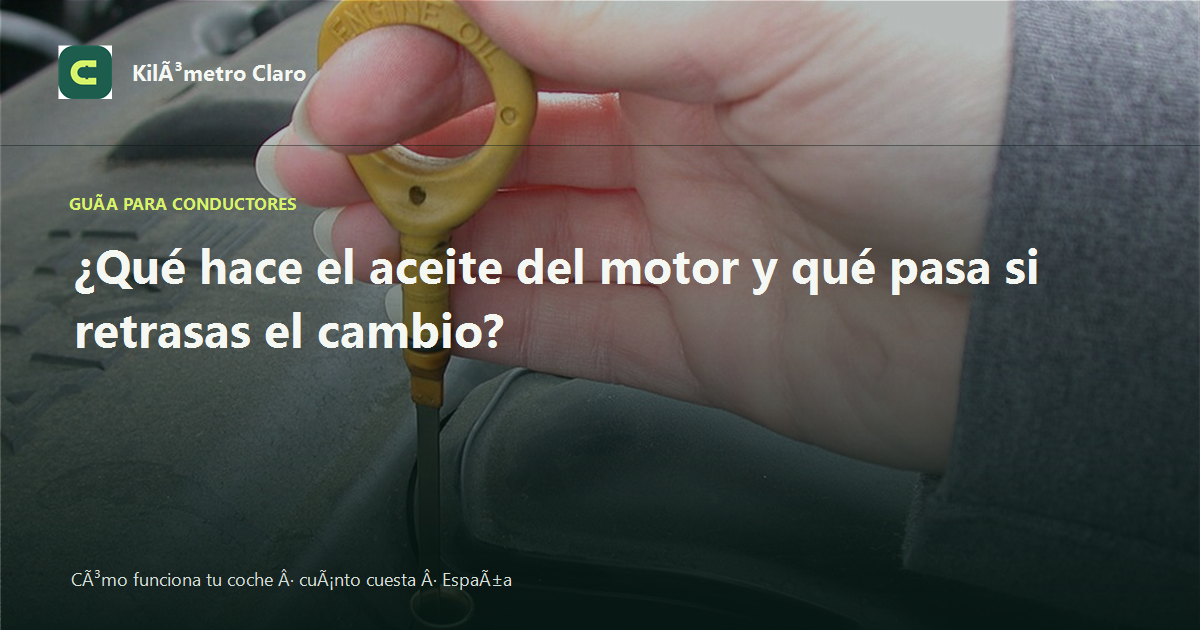 ENGINE OIL
KilÃ³metro Claro
GUÃA PARA CONDUCTORES
¿Qué hace el aceite del motor y qué pasa si
retrasas el cambio?
CÃ³mo funciona tu coche Â· cuÃ¡nto cuesta Â· EspaÃ±a